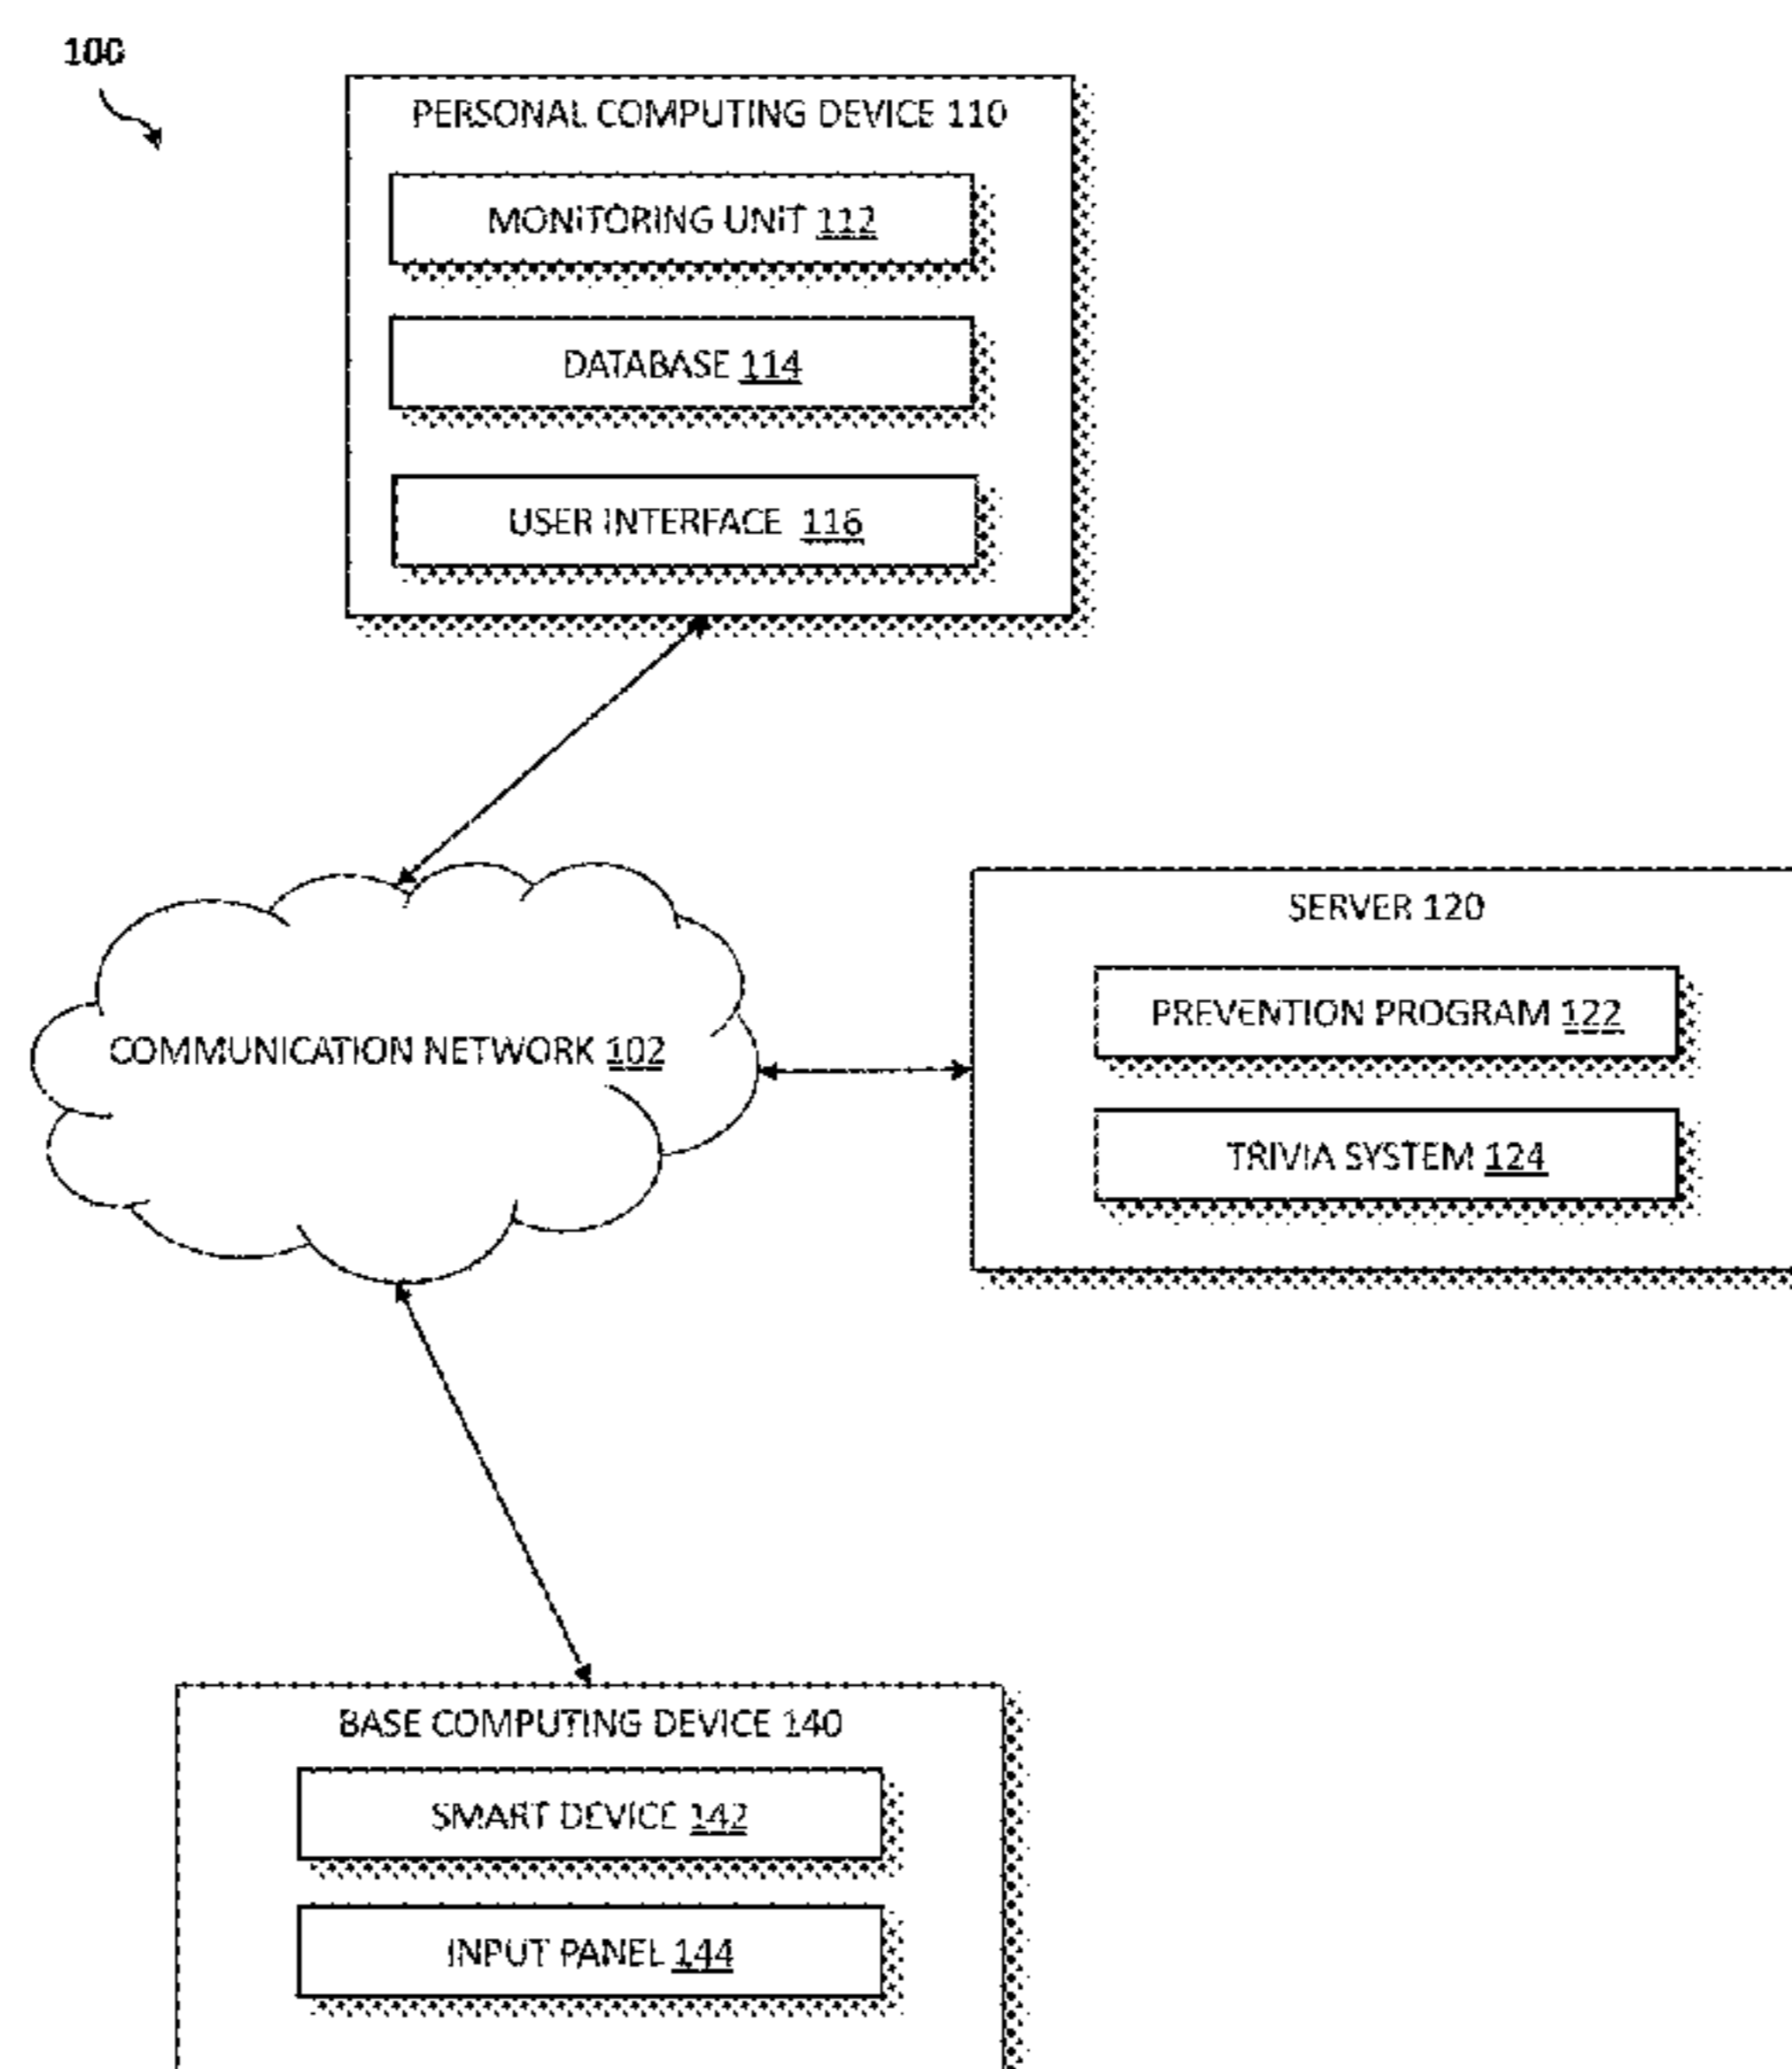 100
PERSONAL COMPUTING DEVICE 110
MONITORING UNIT 112
DATABASE 114
USER INTERFACE 116
COMMUNICATION NETWORK 102
SERVER 120
PREVENTION PROGRAM 122
TRIVIA SYSTEM 124
BASE COMPUTING DEVICE 140
SMART DEVICE 142
INPUT PANEL 144